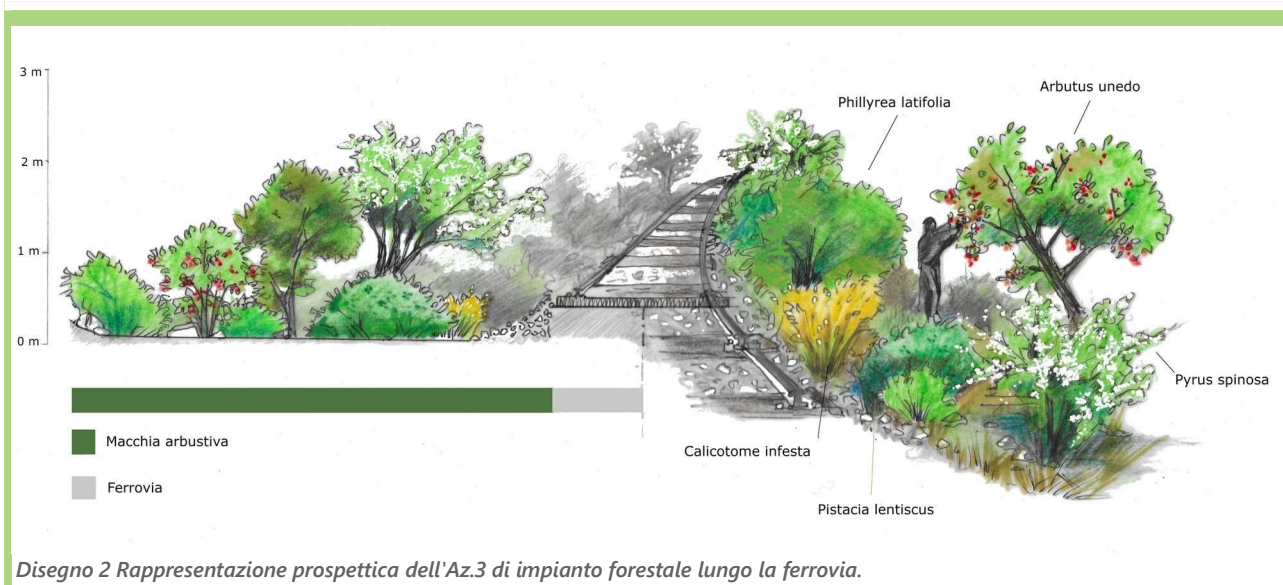 3 m
2 m
1 m
0 m
Phillyrea latifolia
Arbutus unedo
Pyrus spinosa
Calicotome infesta
Pistacia lentiscus
Macchia arbustiva
Ferrovia
Disegno 2 Rappresentazione prospettica dell'Az.3 di impianto forestale lungo la ferrovia.